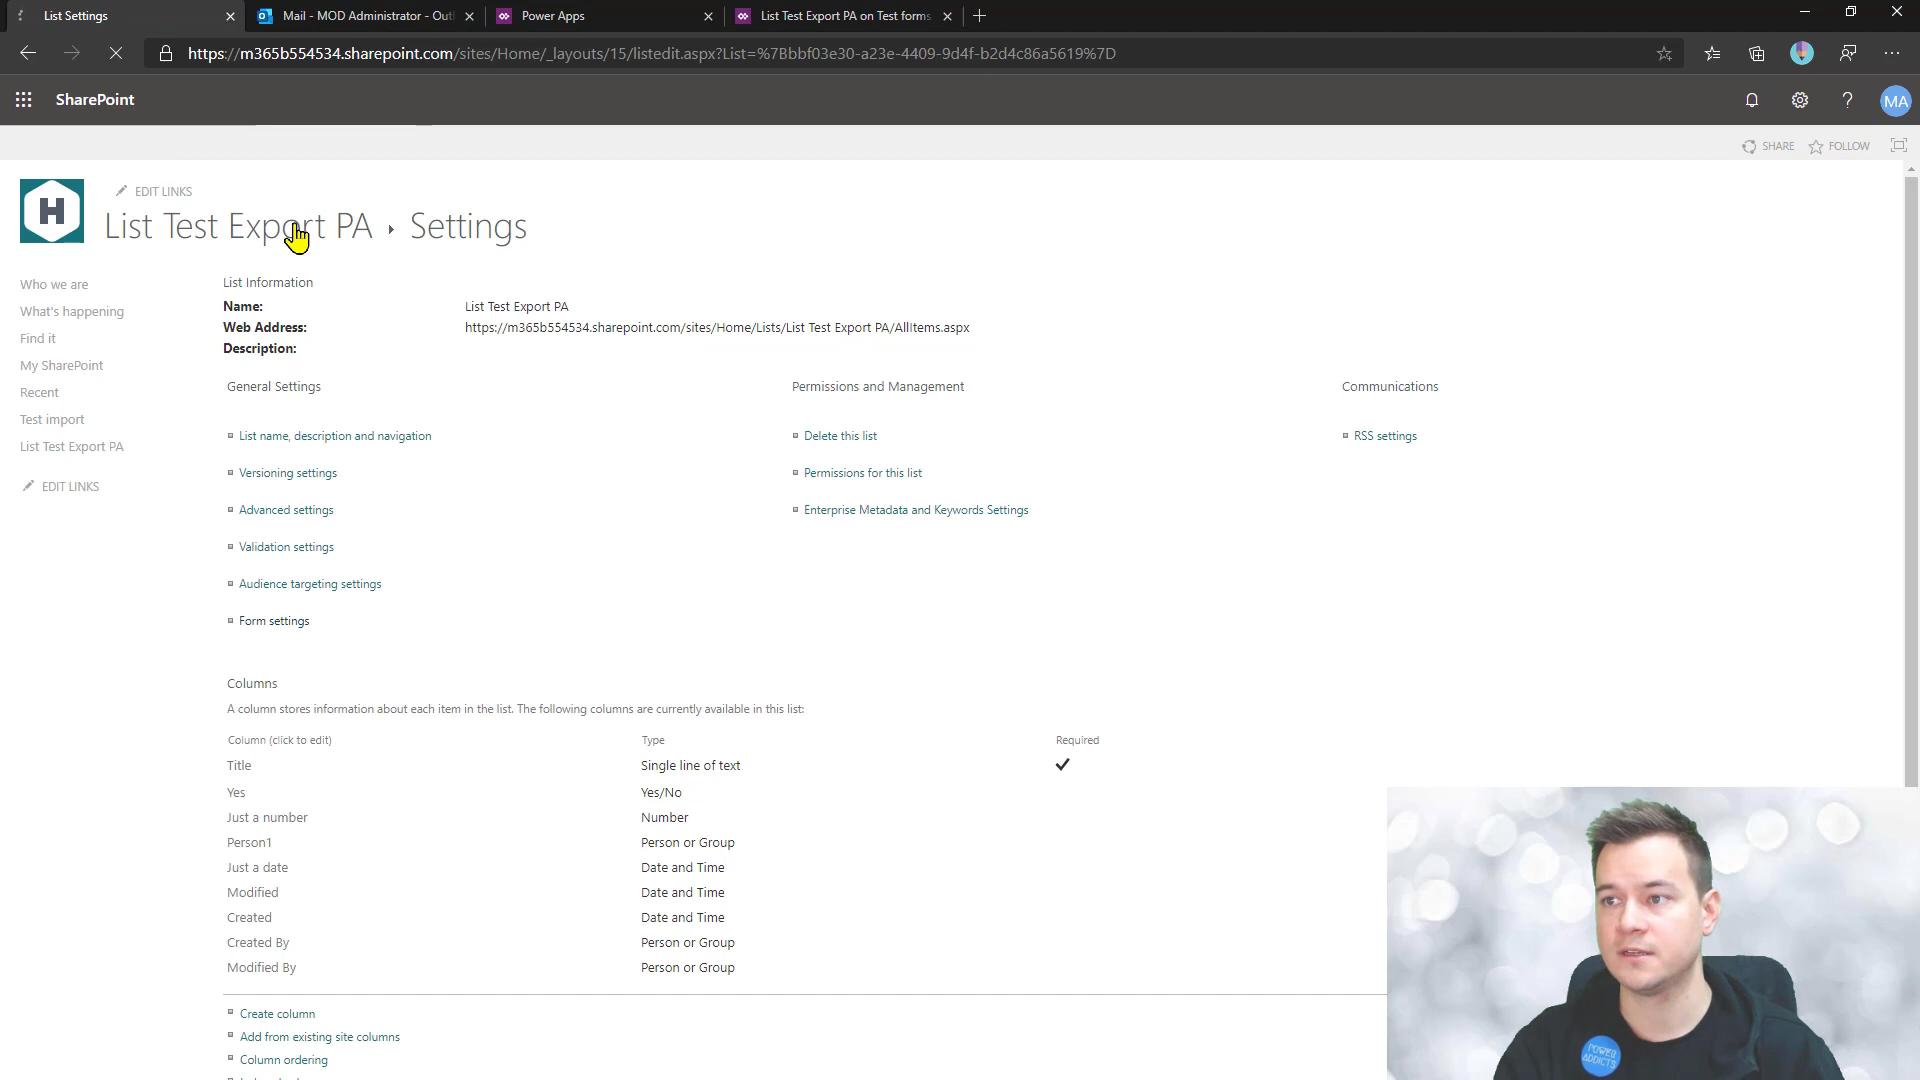 List Settings
Mail - MOD Administrator - Outl
Power Apps
List Test Export PA on Test forms
https://m365b554534.sharepoint.com/sites/Home/_layouts/15/listedit.aspx?List=%7Bbbf03e30-a23e-4409-9d4f-b2d4c86a5619%7D
SharePoint
MA
SHARE
FOLLOW
H
EDIT LINKS
List Test Export PA ▸ Settings
Who we are
What's happening
Find it
My SharePoint
Recent
Test import
List Test Export PA
EDIT LINKS
List Information
Name: List Test Export PA
Web Address: https://m365b554534.sharepoint.com/sites/Home/Lists/List Test Export PA/AllItems.aspx
Description:
General Settings
List name, description and navigation
Versioning settings
Advanced settings
Validation settings
Audience targeting settings
Form settings
Permissions and Management
Delete this list
Permissions for this list
Enterprise Metadata and Keywords Settings
Communications
RSS settings
Columns
A column stores information about each item in the list. The following columns are currently available in this list:
Column (click to edit) Type Required
Title Single line of text
Yes Yes/No
Just a number Number
Person1 Person or Group
Just a date Date and Time
Modified Date and Time
Created Date and Time
Created By Person or Group
Modified By Person or Group
Create column
Add from existing site columns
Column ordering
POWER
ADDICTS